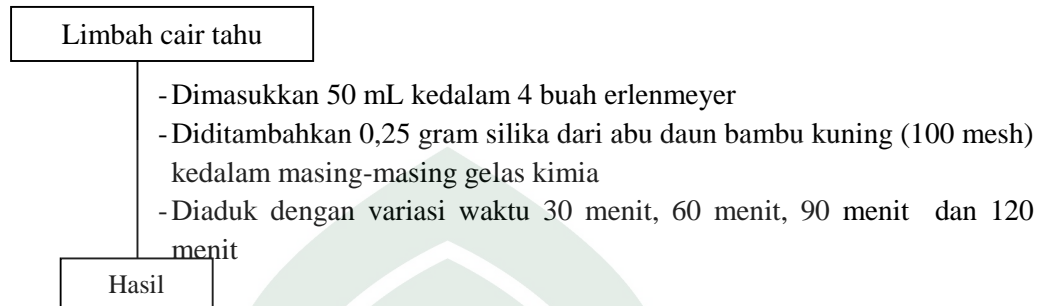 Limbah cair tahu
-Dimasukkan 50 mL kedalam 4 buah erlenmeyer
-Diditambahkan 0,25 gram silika dari abu daun bambu kuning (100 mesh)
kedalam masing-masing gelas kimia
-Diaduk dengan variasi waktu 30 menit, 60 menit, 90 menit dan 120
menit
Hasil